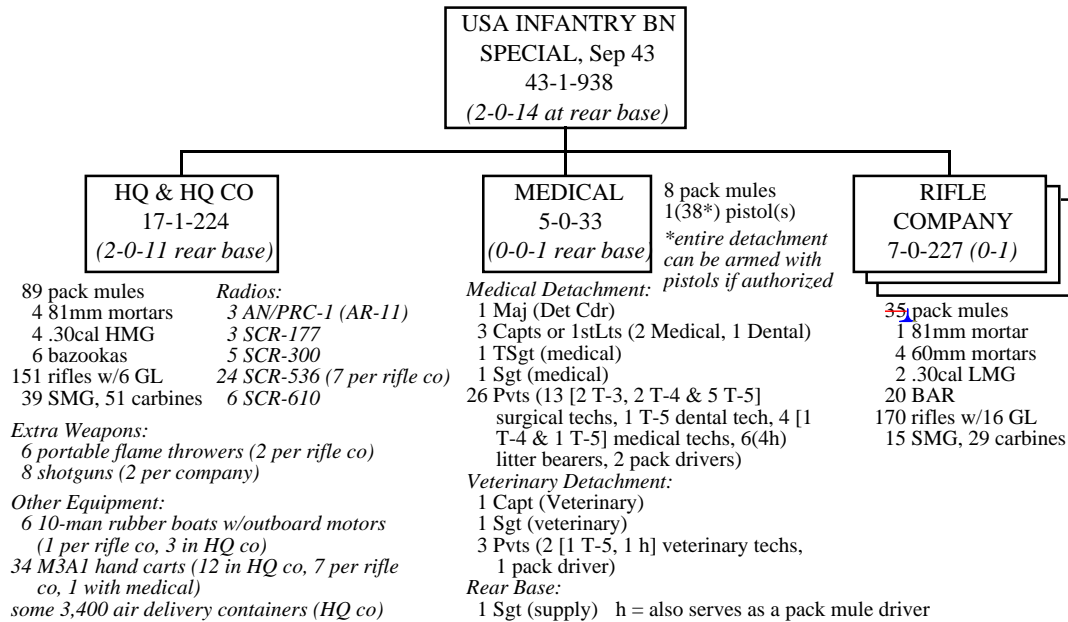 USA INFANTRY BN
SPECIAL, Sep 43
43-1-938
(2-0-14 at rear base)
HQ & HQ CO
17-1-224
(2-0-11 rear base)
MEDICAL
5-0-33
(0-0-1 rear base)
8 pack mules
1(38*) pistol(s)
*entire detachment
can be armed with
pistols if authorized
RIFLE
COMPANY
7-0-227 (0-1)
89 pack mules
4 81mm mortars
4 .30cal HMG
6 bazookas
151 rifles w/6 GL
39 SMG, 51 carbines
Radios:
3 AN/PRC-1 (AR-11)
3 SCR-177
5 SCR-300
24 SCR-536 (7 per rifle co)
6 SCR-610
Extra Weapons:
6 portable flame throwers (2 per rifle co)
8 shotguns (2 per company)
Other Equipment:
6 10-man rubber boats w/outboard motors
(1 per rifle co, 3 in HQ co)
34 M3A1 hand carts (12 in HQ co, 7 per rifle
co, 1 with medical)
some 3,400 air delivery containers (HQ co)
Medical Detachment:
1 Maj (Det Cdr)
3 Capts or 1stLts (2 Medical, 1 Dental)
1 TSgt (medical)
1 Sgt (medical)
26 Pvts (13 [2 T-3, 2 T-4 & 5 T-5]
surgical techs, 1 T-5 dental tech, 4 [1
T-4 & 1 T-5] medical techs, 6(4h)
litter bearers, 2 pack drivers)
Veterinary Detachment:
1 Capt (Veterinary)
1 Sgt (veterinary)
3 Pvts (2 [1 T-5, 1 h] veterinary techs,
1 pack driver)
Rear Base:
1 Sgt (supply) h = also serves as a pack mule driver
35 pack mules
1 81mm mortar
4 60mm mortars
2 .30cal LMG
20 BAR
170 rifles w/16 GL
15 SMG, 29 carbines